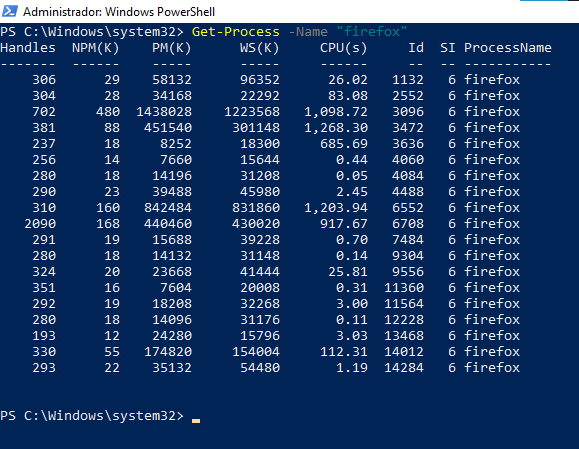 Administrador: Windows PowerShell
PS C:\Windows\system32> Get-Process -Name "firefox"
Handles  NPM(K)    PM(K)      WS(K)     CPU(s)     Id  SI ProcessName
-------  ------    -----      -----     ------     --  -- -----------
    306      29    58132      96352      26.02   1132   6 firefox
    304      28    34168      22292      83.08   2552   6 firefox
    702     480  1438028    1223568   1,098.72   3096   6 firefox
    381      88   451540     301148   1,268.30   3472   6 firefox
    237      18     8252      18300     685.69   3636   6 firefox
    256      14     7660      15644       0.44   4060   6 firefox
    280      18    14196      31208       0.05   4084   6 firefox
    290      23    39488      45980       2.45   4488   6 firefox
    310     160   842484     831860   1,203.94   6552   6 firefox
   2090     168   440460     430020     917.67   6708   6 firefox
    291      19    15688      39228       0.70   7484   6 firefox
    280      18    14132      31148       0.14   9304   6 firefox
    324      20    23668      41444      25.81   9556   6 firefox
    351      16     7604      20008       0.31  11360   6 firefox
    292      19    18208      32268       3.00  11564   6 firefox
    280      18    14096      31176       0.11  12228   6 firefox
    193      12    24280      15796       3.03  13468   6 firefox
    330      55   174820     154004     112.31  14012   6 firefox
    293      22    35132      54480       1.19  14284   6 firefox
PS C:\Windows\system32>